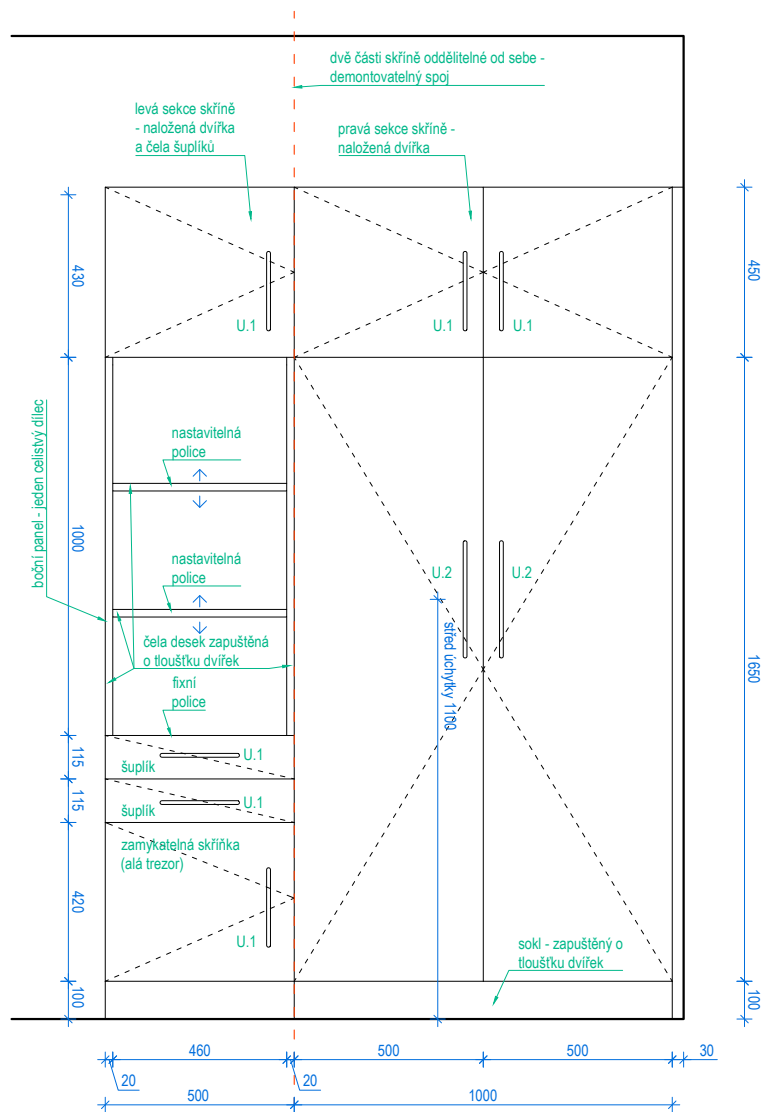 dvě části skříně oddělitelné od sebe -
demontovatelný spoj
levá sekce skříně
- naložená dvířka
a čela šuplíků
pravá sekce skříně -
naložená dvířka
430
450
U.1
U.1
U.1
boční panel - jeden celistvý dílec
nastavitelná
police
1000
nastavitelná
police
U.2
U.2
střed úchytky 1100
čela desek zapuštěná
o tloušťku dvířek
fixní
police
1650
115
U.1
šuplík
115
U.1
šuplík
zamykatelná skříňka
(alá trezor)
420
U.1
sokl - zapuštěný o
tloušťku dvířek
100
100
460
500
500
30
20
20
500
1000